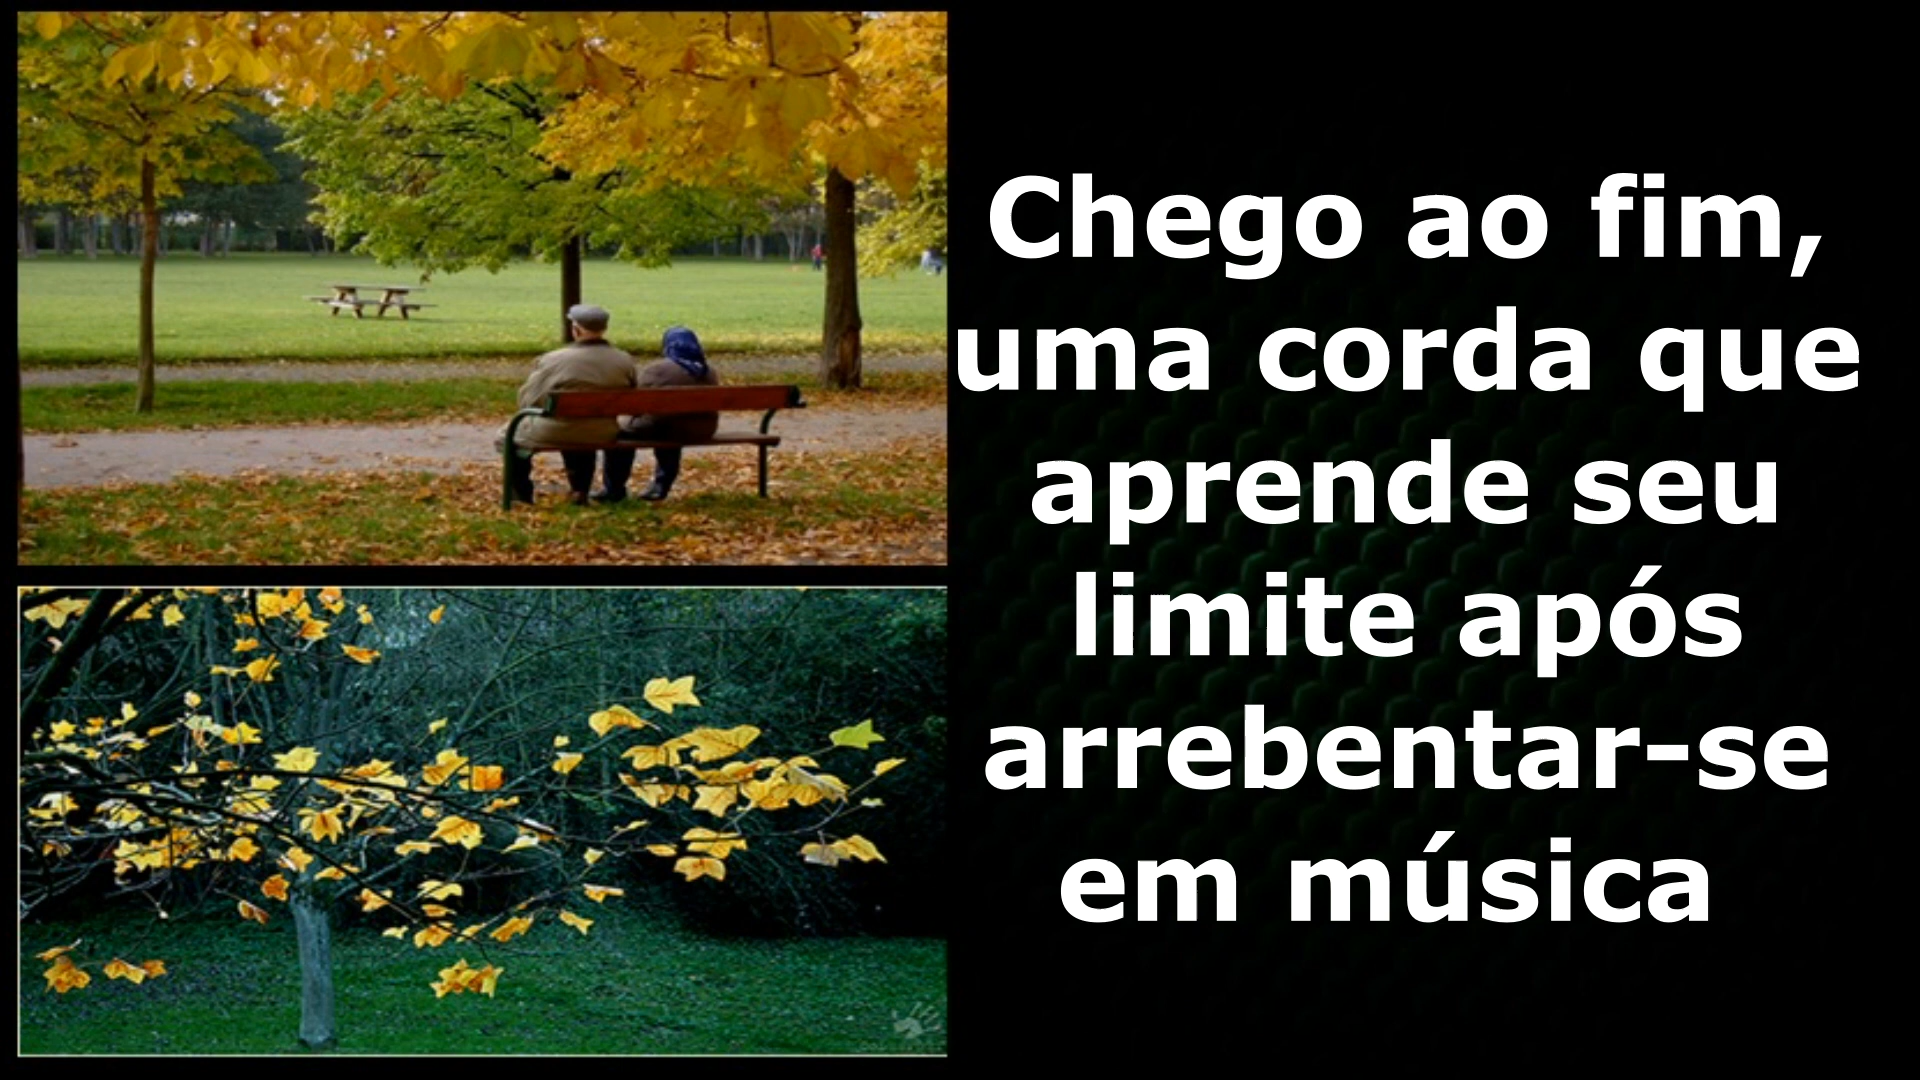 Chego ao fim,
uma corda que
aprende seu
limite após
arrebentar-se
em música